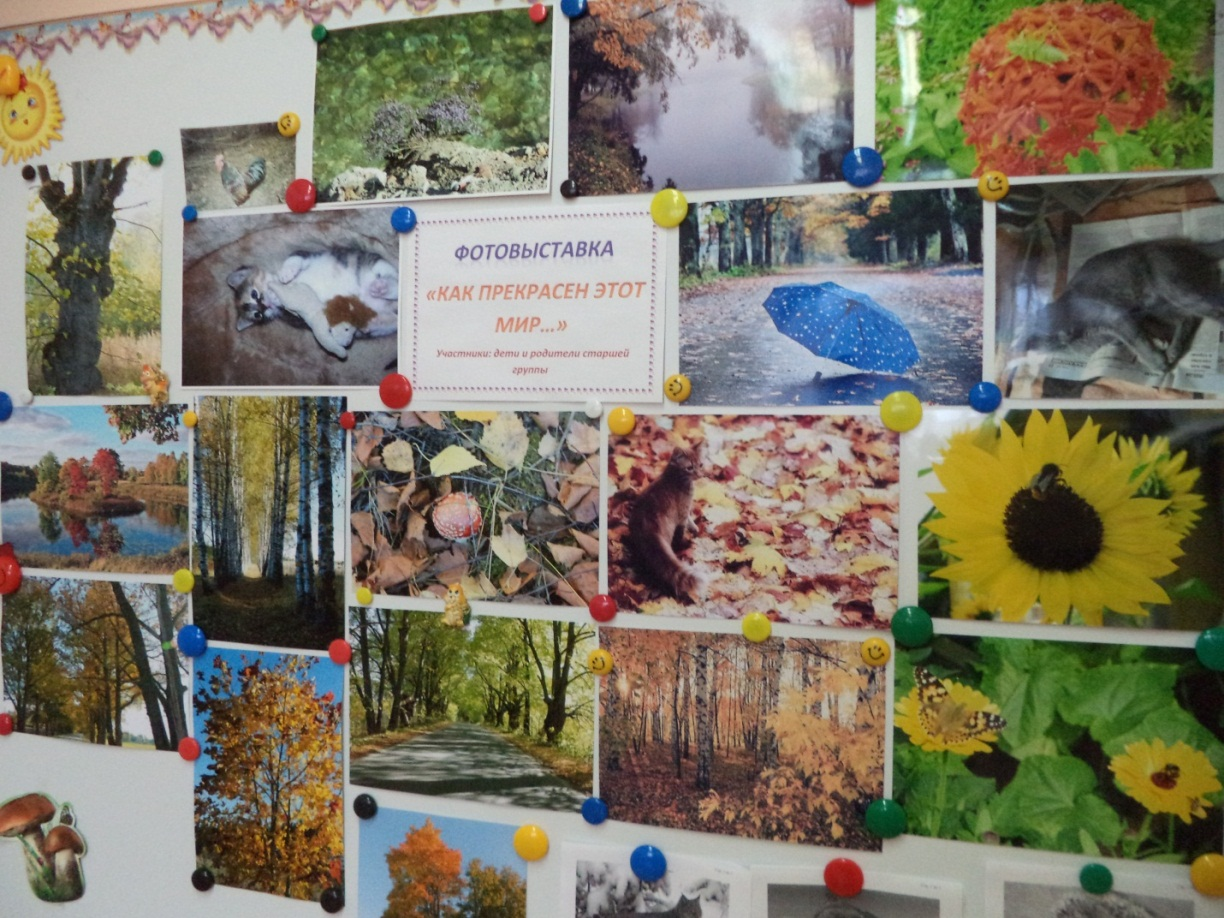 ФОТОВЫСТАВКА
«КАК ПРЕКРАСЕН ЭТОТ
МИР...»
Участники: дети и родители старшей
группы